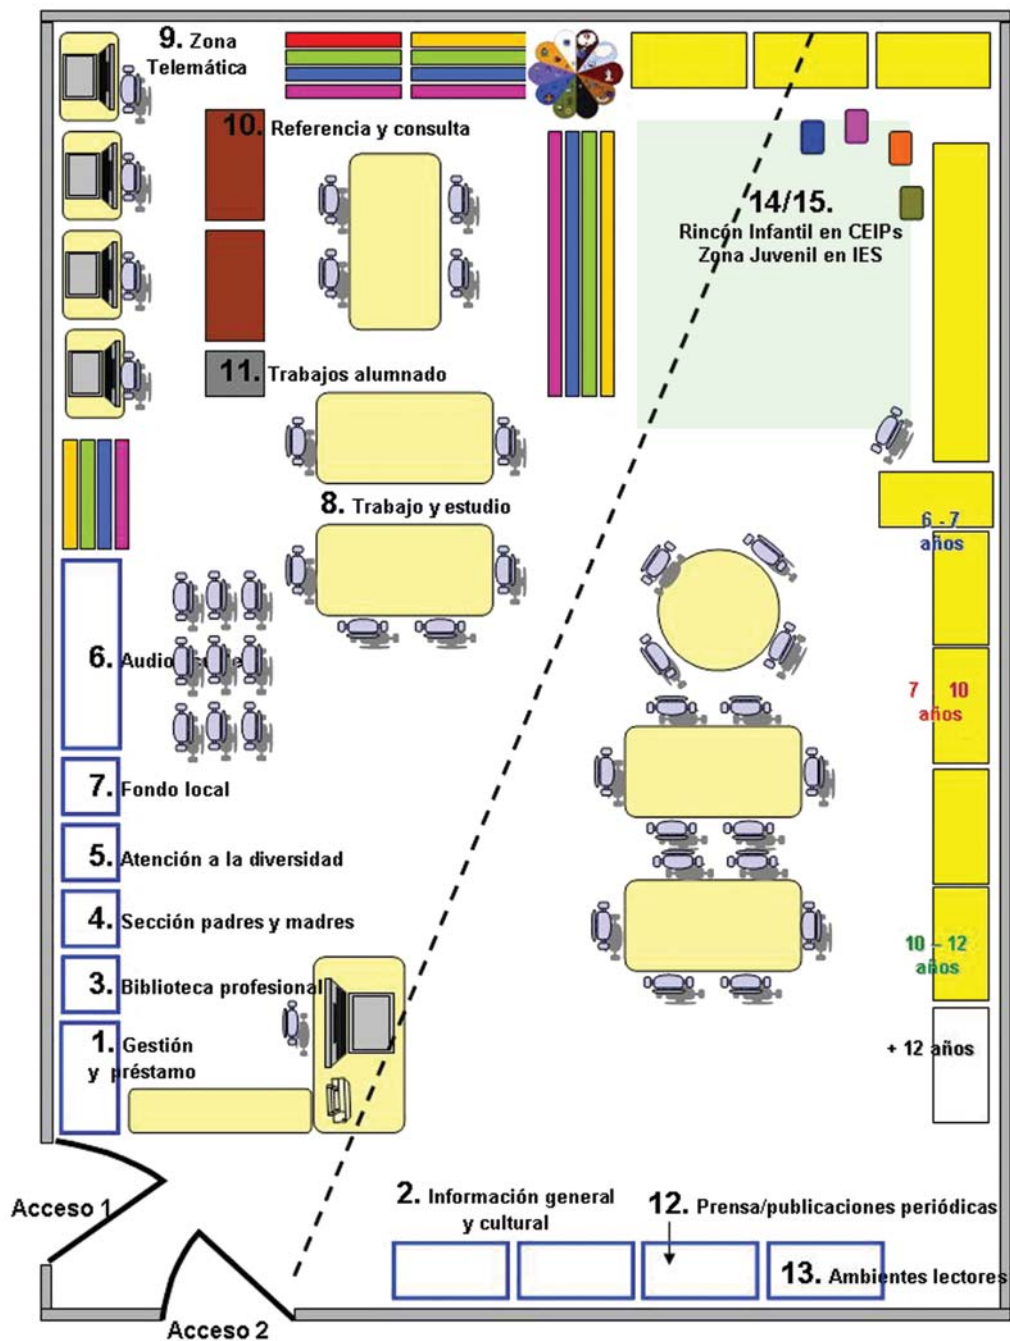 9. Zona
Telemática
10. Referencia y consulta
14/15.
Rincón Infantil en CEIPs
Zona Juvenil en IES
11. Trabajos alumnado
8. Trabajo y estudio
6 - 7
años
6.
7 - 10
años
7. Fondo local
5. Atención a la diversidad
4. Sección padres y madres
10 – 12
años
3. Biblioteca profesional
1. Gestión
y préstamo
+ 12 años
Acceso 1
2. Información general
y cultural
12. Prensa/publicaciones periódicas
13. Ambientes lectores
Acceso 2